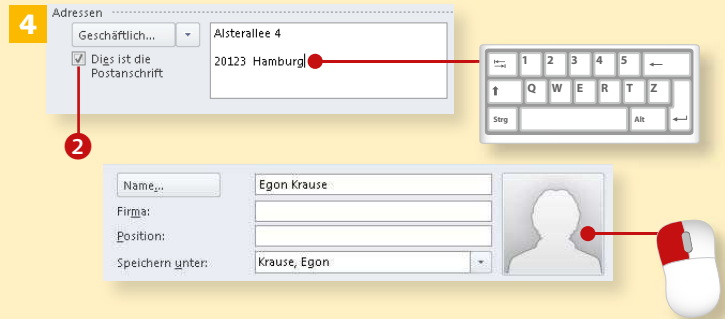 4
Adressen
Geschäftlich...
Alsterallee 4
Dies ist die
Postanschrift
20123 Hamburg
1 2 3 4 5
Q W E R T Z
Strg Alt
2
Name...
Egon Krause
Firma:
Position:
Speichern unter:
Krause, Egon